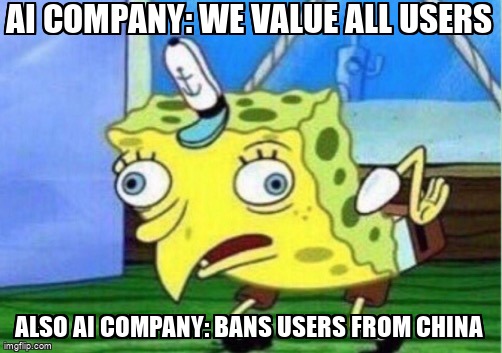 AI COMPANY: WE VALUE ALL USERS
ALSO AI COMPANY: BANS USERS FROM CHINA
imgflip.com